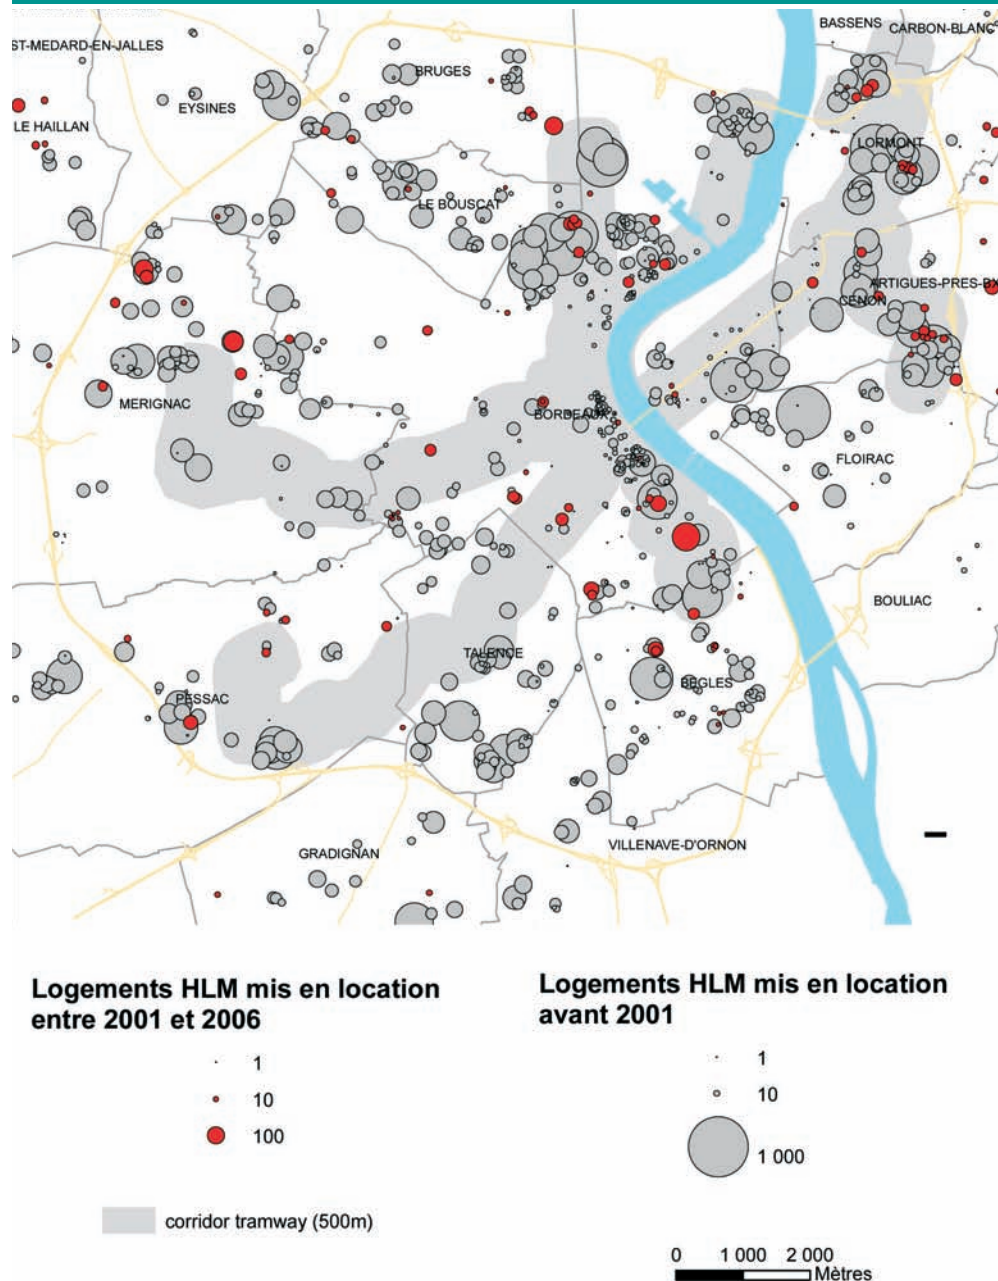 BASSENS
CARBON-BLANC
ST-MEDARD-EN-JALLES
BRUGES
EYSINES
LE HAILLAN
LORMONT
LE BOUSCAT
ARTIGUES-PRES-BX
CENON
MERIGNAC
BORDEAUX
FLOIRAC
BOULIAC
TALENCE
BEGLES
PESSAC
VILLENAVE-D'ORNON
GRADIGNAN
Logements HLM mis en location
entre 2001 et 2006
1
10
100
corridor tramway (500m)
Logements HLM mis en location
avant 2001
1
10
1 000
0 1 000 2 000
Mètres